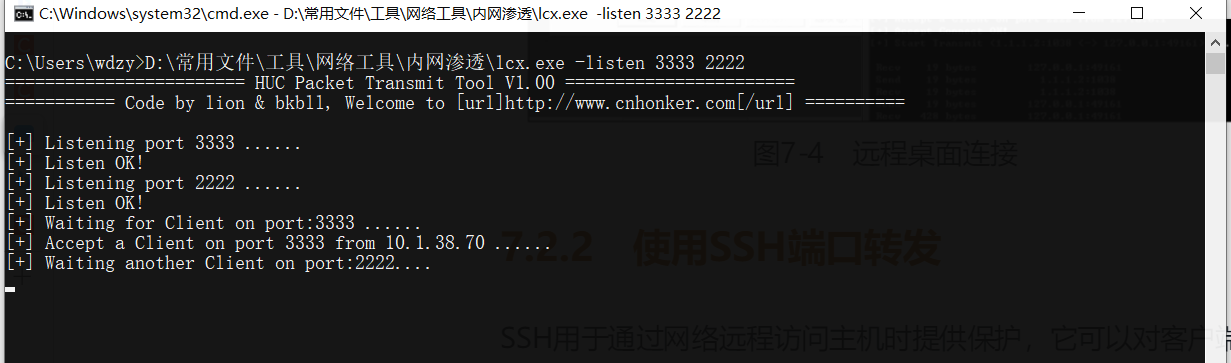 C:\Windows\system32\cmd.exe - D:\常用文件\工具\网络工具\内网渗透\lcx.exe -listen 3333 2222
C:\Users\wdzy>D:\常用文件\工具\网络工具\内网渗透\lcx.exe -listen 3333 2222
======================== HUC Packet Transmit Tool V1.00 =======================
=========== Code by lion & bkbll, Welcome to [url]http://www.cnhonker.com[/url] ==========
[+] Listening port 3333 ......
[+] Listen OK!
[+] Listening port 2222 ......
[+] Listen OK!
[+] Waiting for Client on port:3333 ......
[+] Accept a Client on port 3333 from 10.1.38.70 ......
[+] Waiting another Client on port:2222....
图7-4 远程桌面连接
7.2.2 使用SSH端口转发
SSH用于通过网络远程访问主机时提供保护，它可以对客户端